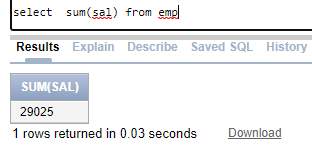 select  sum(sal) from emp
Results Explain Describe Saved SQL History
SUM(SAL)
29025
1 rows returned in 0.03 seconds Download